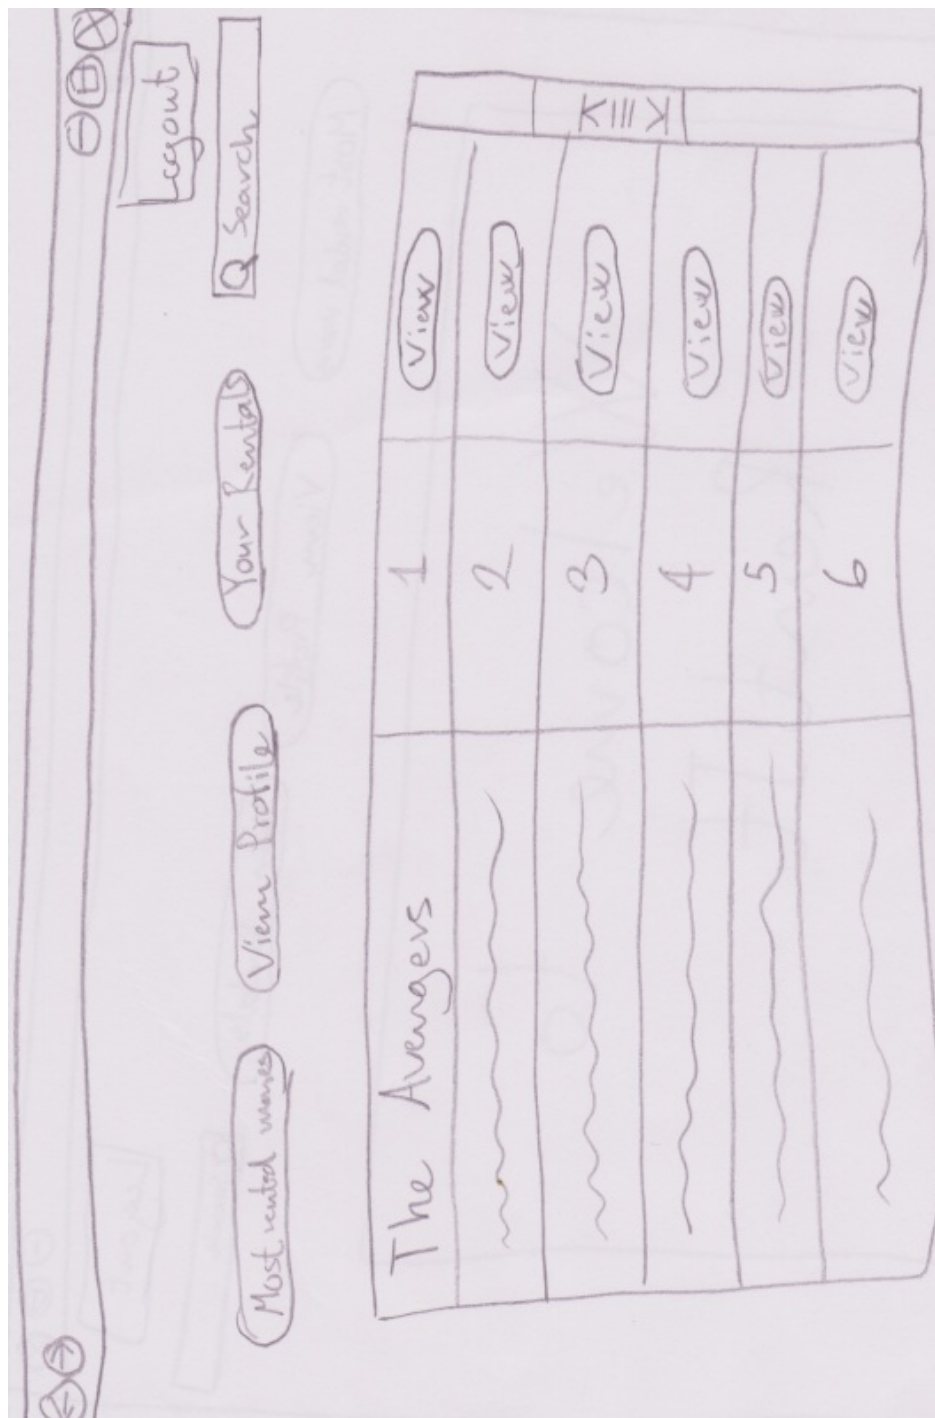 Logout
Most rented movies View Profile Your Rentals Search
The Avengers 1 View
2 View
3 View
4 View
5 View
6 View